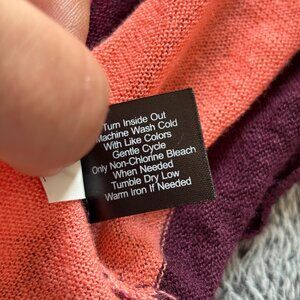 Turn Inside Out
Machine Wash Cold
With Like Colors
Gentle Cycle
Only Non-Chlorine Bleach
When Needed
Tumble Dry Low
Warm Iron If Needed